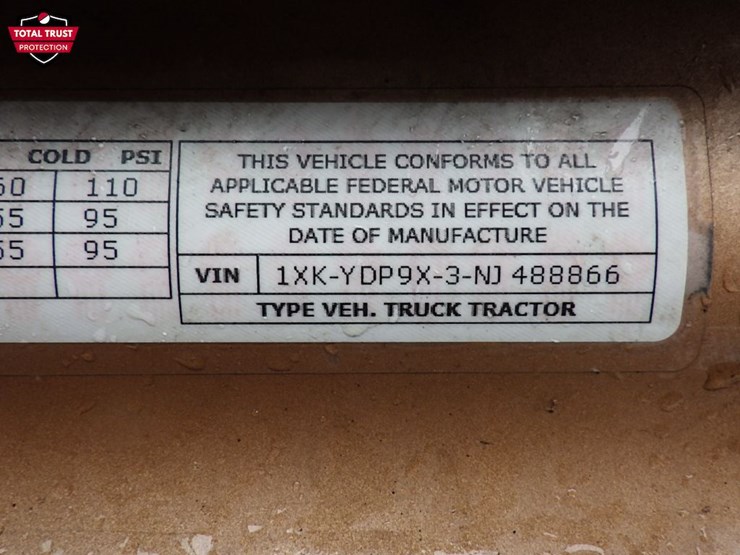 TOTAL TRUST
PROTECTION
COLD PSI
110
95
95
THIS VEHICLE CONFORMS TO ALL
APPLICABLE FEDERAL MOTOR VEHICLE
SAFETY STANDARDS IN EFFECT ON THE
DATE OF MANUFACTURE
VIN 1XK-YDP9X-3-NJ 488866
TYPE VEH. TRUCK TRACTOR